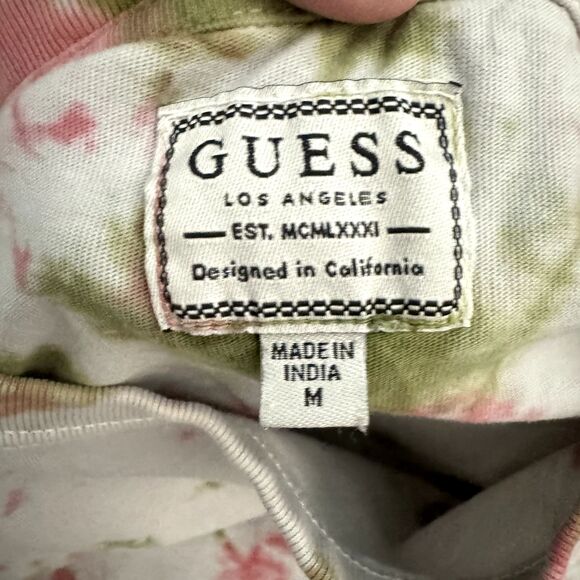 GUESS
LOS ANGELES
EST. MCMLXXXI
Designed in California
MADE IN
INDIA
M